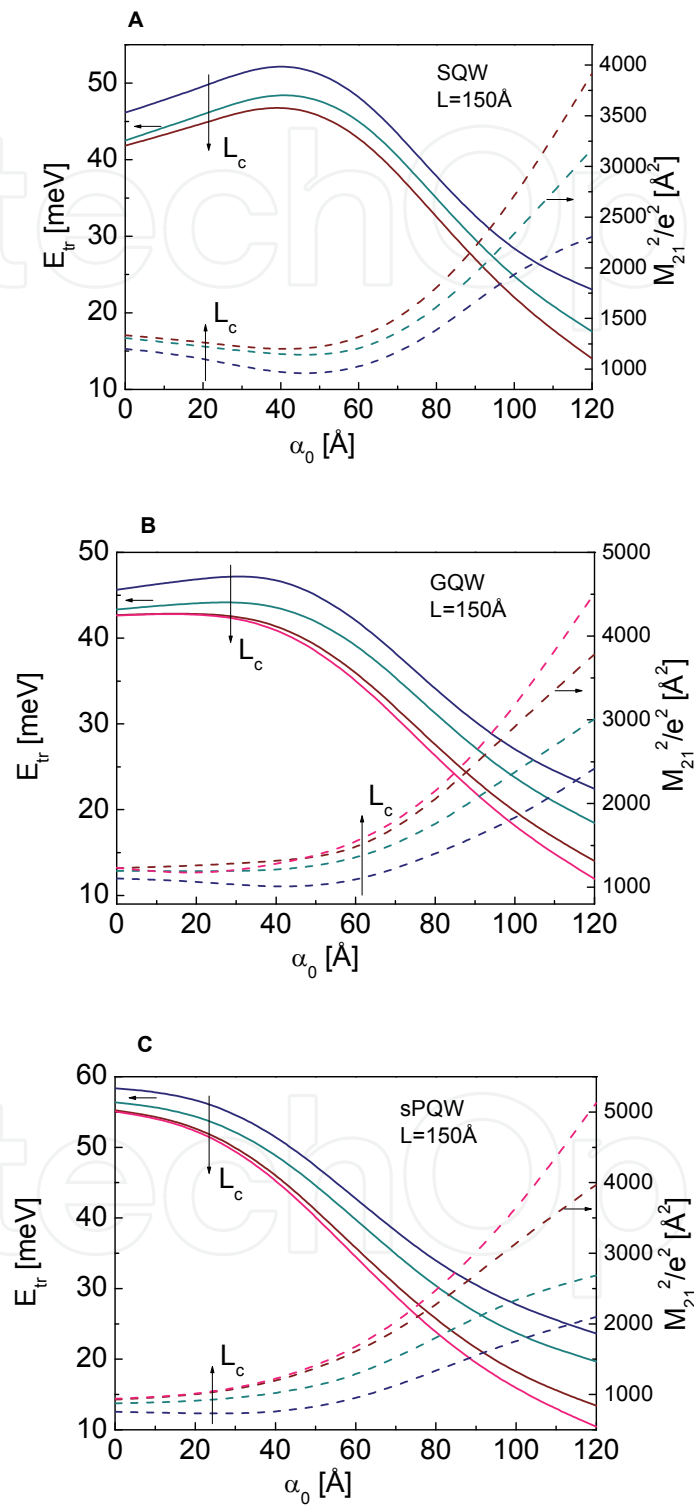 A
SQW
L=150Å
L_c
L_c
E_tr [meV]
50
40
30
20
10
M_21^2/e^2 [Å^2]
4000
3500
3000
2500
2000
1500
1000
0 20 40 60 80 100 120
α_0 [Å]
B
GQW
L=150Å
L_c
L_c
E_tr [meV]
50
40
30
20
10
M_21^2/e^2 [Å^2]
5000
4000
3000
2000
1000
0 20 40 60 80 100 120
α_0 [Å]
C
sPQW
L=150Å
L_c
L_c
E_tr [meV]
60
50
40
30
20
10
M_21^2/e^2 [Å^2]
5000
4000
3000
2000
1000
0 20 40 60 80 100 120
α_0 [Å]
techOp
techOp